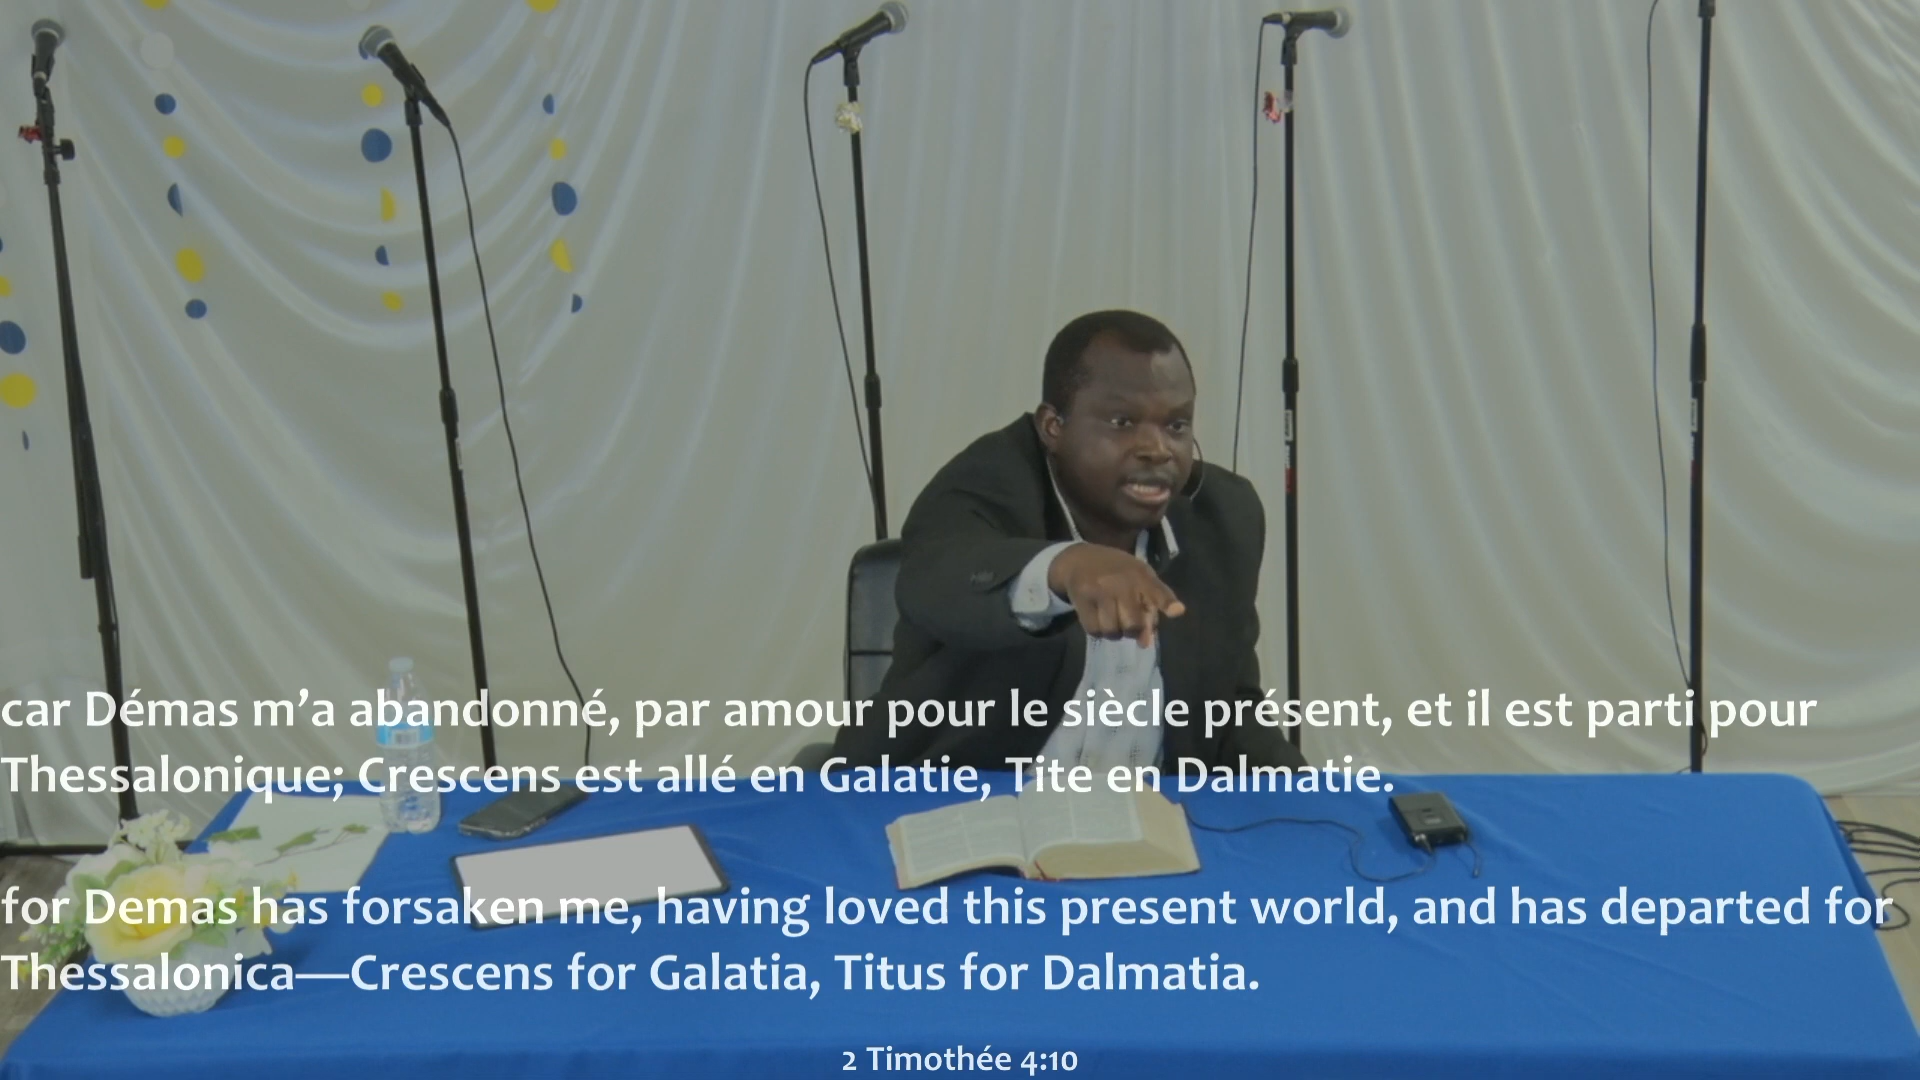 car Démas m’a abandonné, par amour pour le siècle présent, et il est parti pour
Thessalonique; Crescens est allé en Galatie, Tite en Dalmatie.
for Demas has forsaken me, having loved this present world, and has departed for
Thessalonica—Crescens for Galatia, Titus for Dalmatia.
2 Timothée 4:10